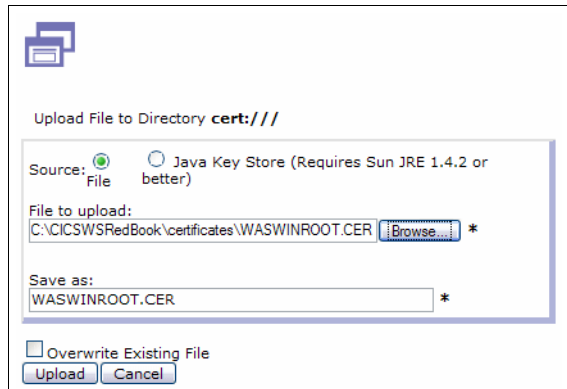 Upload File to Directory cert:///
Source: File Java Key Store (Requires Sun JRE 1.4.2 or
better)
File to upload:
C:\CICSWSRedBook\certificates\WASWINROOT.CER Browse... *
Save as:
WASWINROOT.CER *
Overwrite Existing File
Upload Cancel